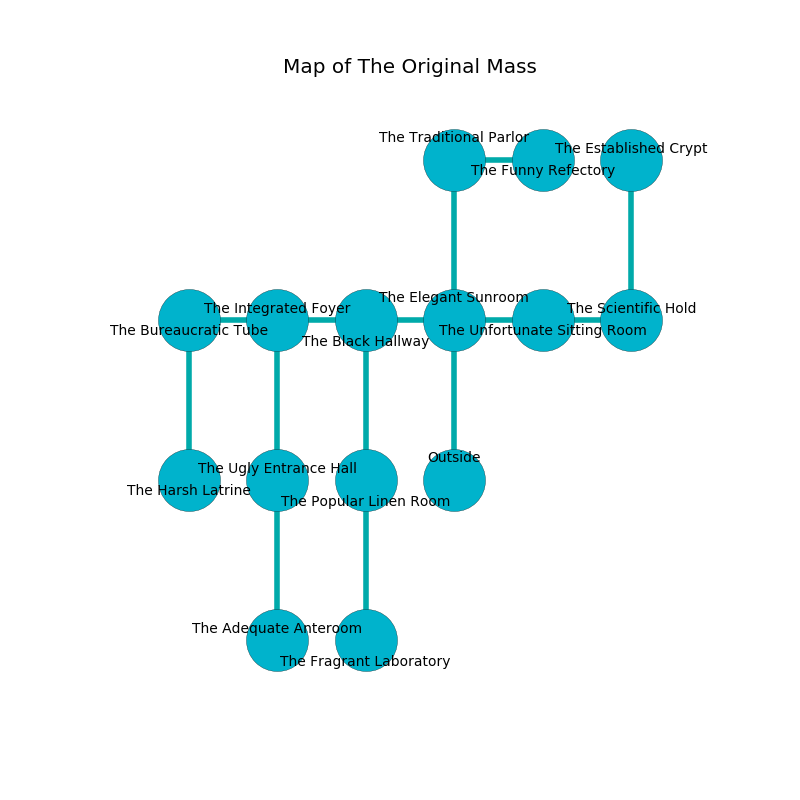 Map of The Original Mass
The Traditional Parlor
The Established Crypt
The Funny Refectory
The Elegant Sunroom
The Integrated Foyer
The Scientific Hold
The Bureaucratic Tube
The Unfortunate Sitting Room
The Black Hallway
Outside
The Ugly Entrance Hall
The Harsh Latrine
The Popular Linen Room
The Adequate Anteroom
The Fragrant Laboratory